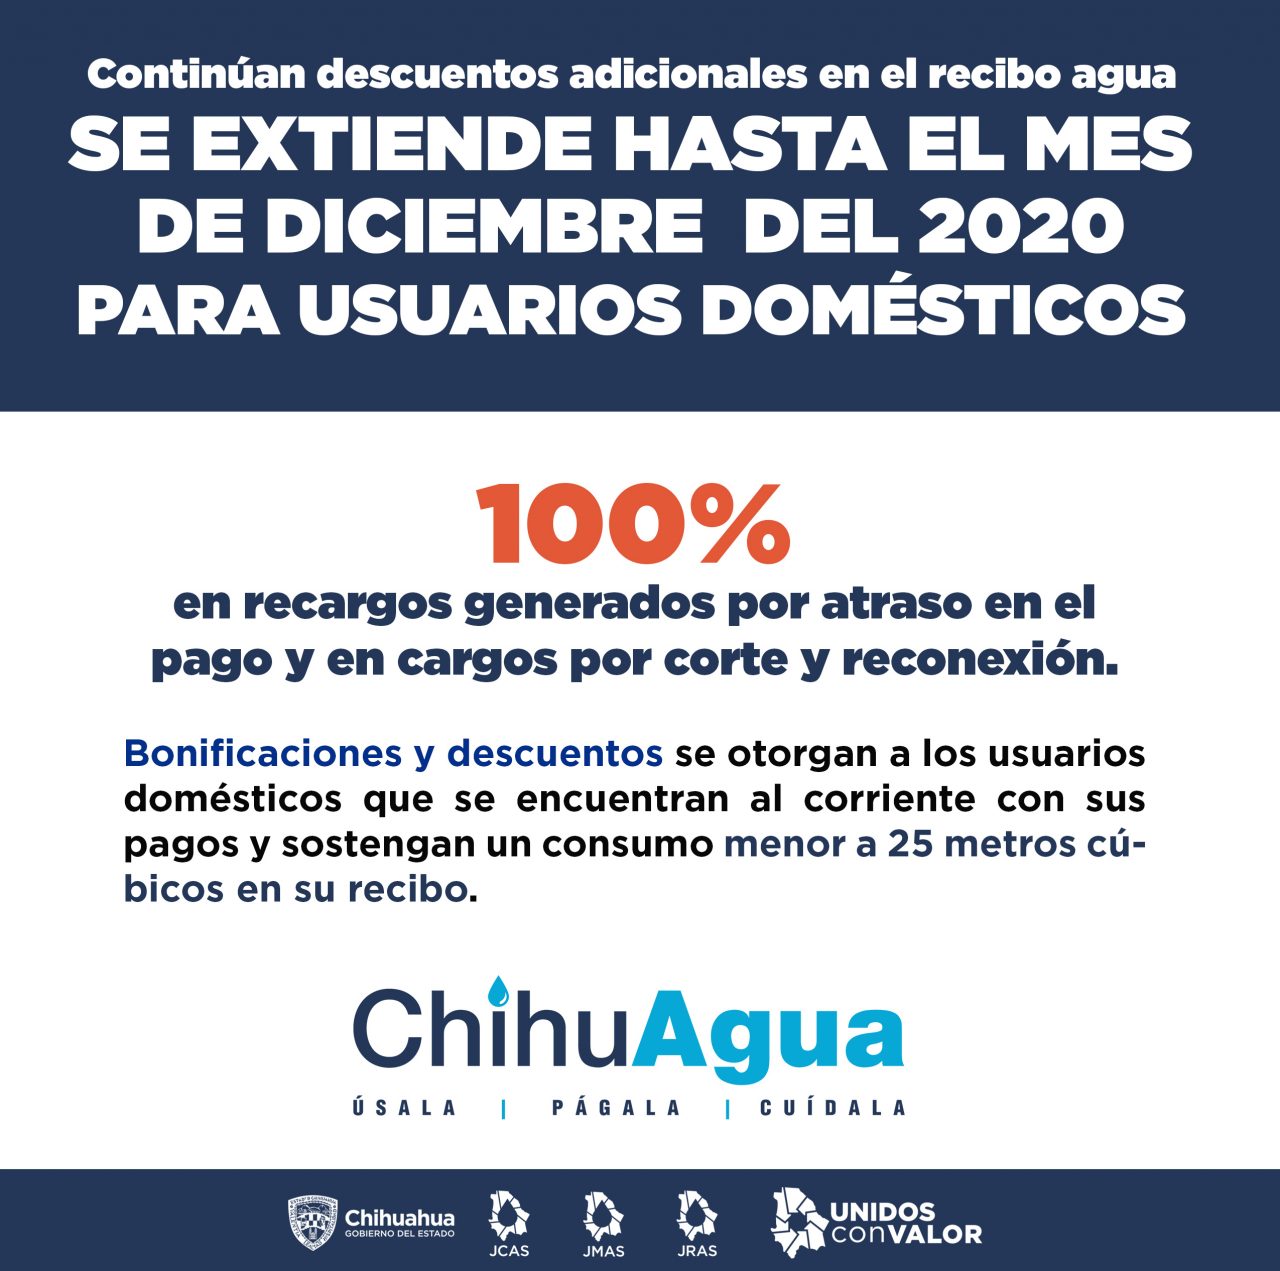 Continúan descuentos adicionales en el recibo agua
SE EXTIENDE HASTA EL MES
DE DICIEMBRE DEL 2020
PARA USUARIOS DOMÉSTICOS
100%
en recargos generados por atraso en el
pago y en cargos por corte y reconexión.
Bonificaciones y descuentos se otorgan a los usuarios
domésticos que se encuentran al corriente con sus
pagos y sostengan un consumo menor a 25 metros cú-
bicos en su recibo.
ChihuAgua
ÚSALA | PÁGALA | CUÍDALA
Chihuahua
GOBIERNO DEL ESTADO
JCAS
JMAS
JRAS
UNIDOS
conVALOR